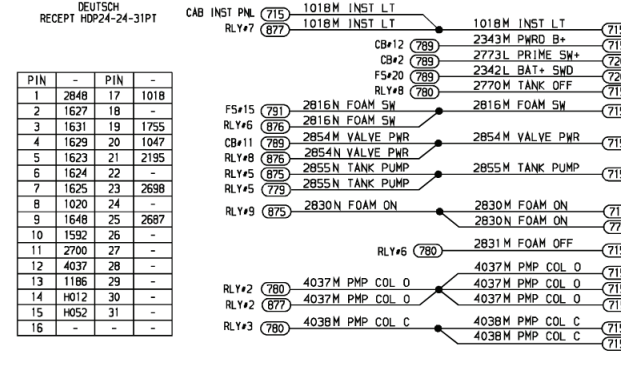 DEUTSCH
RECEPT HDP24-24-31PT
PIN - PIN -
1 2848 17 1018
2 1627 18 -
3 1631 19 1755
4 1629 20 1047
5 1623 21 2195
6 1624 22 -
7 1625 23 2698
8 1020 24 -
9 1648 25 2687
10 1592 26 -
11 2700 27 -
12 4037 28 -
13 1186 29 -
14 H012 30 -
15 H052 31 -
16 - - -
CAB INST PNL 715 1018M INST LT
RLY#7 877 1018M INST LT 1018M INST LT
CB#12 789 2343M PWRD B+
CB#2 789 2773L PRIME SW+
FS#20 789 2342L BAT+ SWD
RLY#8 780 2770M TANK OFF
FS#15 791 2816N FOAM SW 2816M FOAM SW
RLY#6 876 2816N FOAM SW
CB#11 789 2854M VALVE PWR 2854M VALVE PWR
RLY#8 876 2854N VALVE PWR
RLY#5 875 2855N TANK PUMP 2855M TANK PUMP
RLY#5 779 2855N TANK PUMP
RLY#9 875 2830N FOAM ON 2830M FOAM ON
2830N FOAM ON
RLY#6 780 2831M FOAM OFF
4037M PMP COL O
RLY#2 780 4037M PMP COL O 4037M PMP COL O
RLY#2 877 4037M PMP COL O 4037M PMP COL O
RLY#3 780 4038M PMP COL C 4038M PMP COL C
4038M PMP COL C